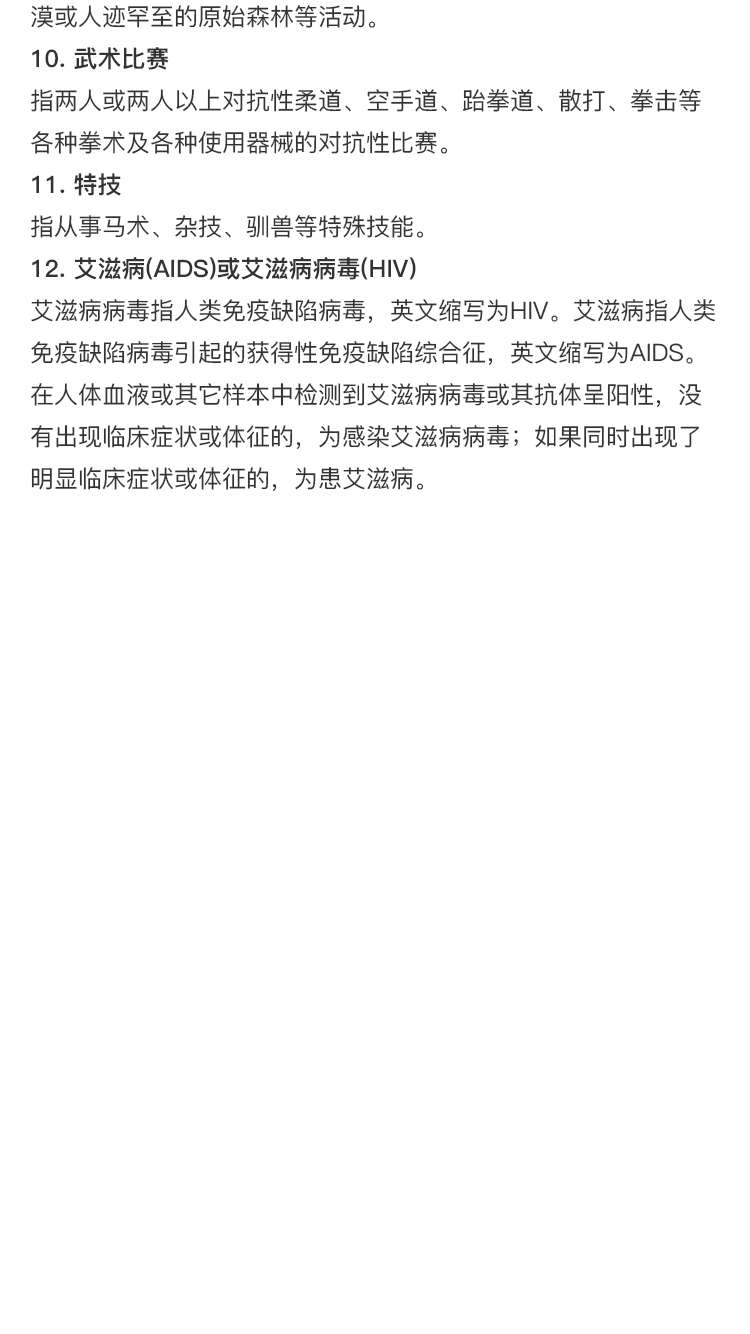 漠或人迹罕至的原始森林等活动。
10. 武术比赛
指两人或两人以上对抗性柔道、空手道、跆拳道、散打、拳击等
各种拳术及各种使用器械的对抗性比赛。
11. 特技
指从事马术、杂技、驯兽等特殊技能。
12. 艾滋病(AIDS)或艾滋病病毒(HIV)
艾滋病病毒指人类免疫缺陷病毒，英文缩写为HIV。艾滋病指人类
免疫缺陷病毒引起的获得性免疫缺陷综合征，英文缩写为AIDS。
在人体血液或其它样本中检测到艾滋病病毒或其抗体呈阳性，没
有出现临床症状或体征的，为感染艾滋病病毒；如果同时出现了
明显临床症状或体征的，为患艾滋病。